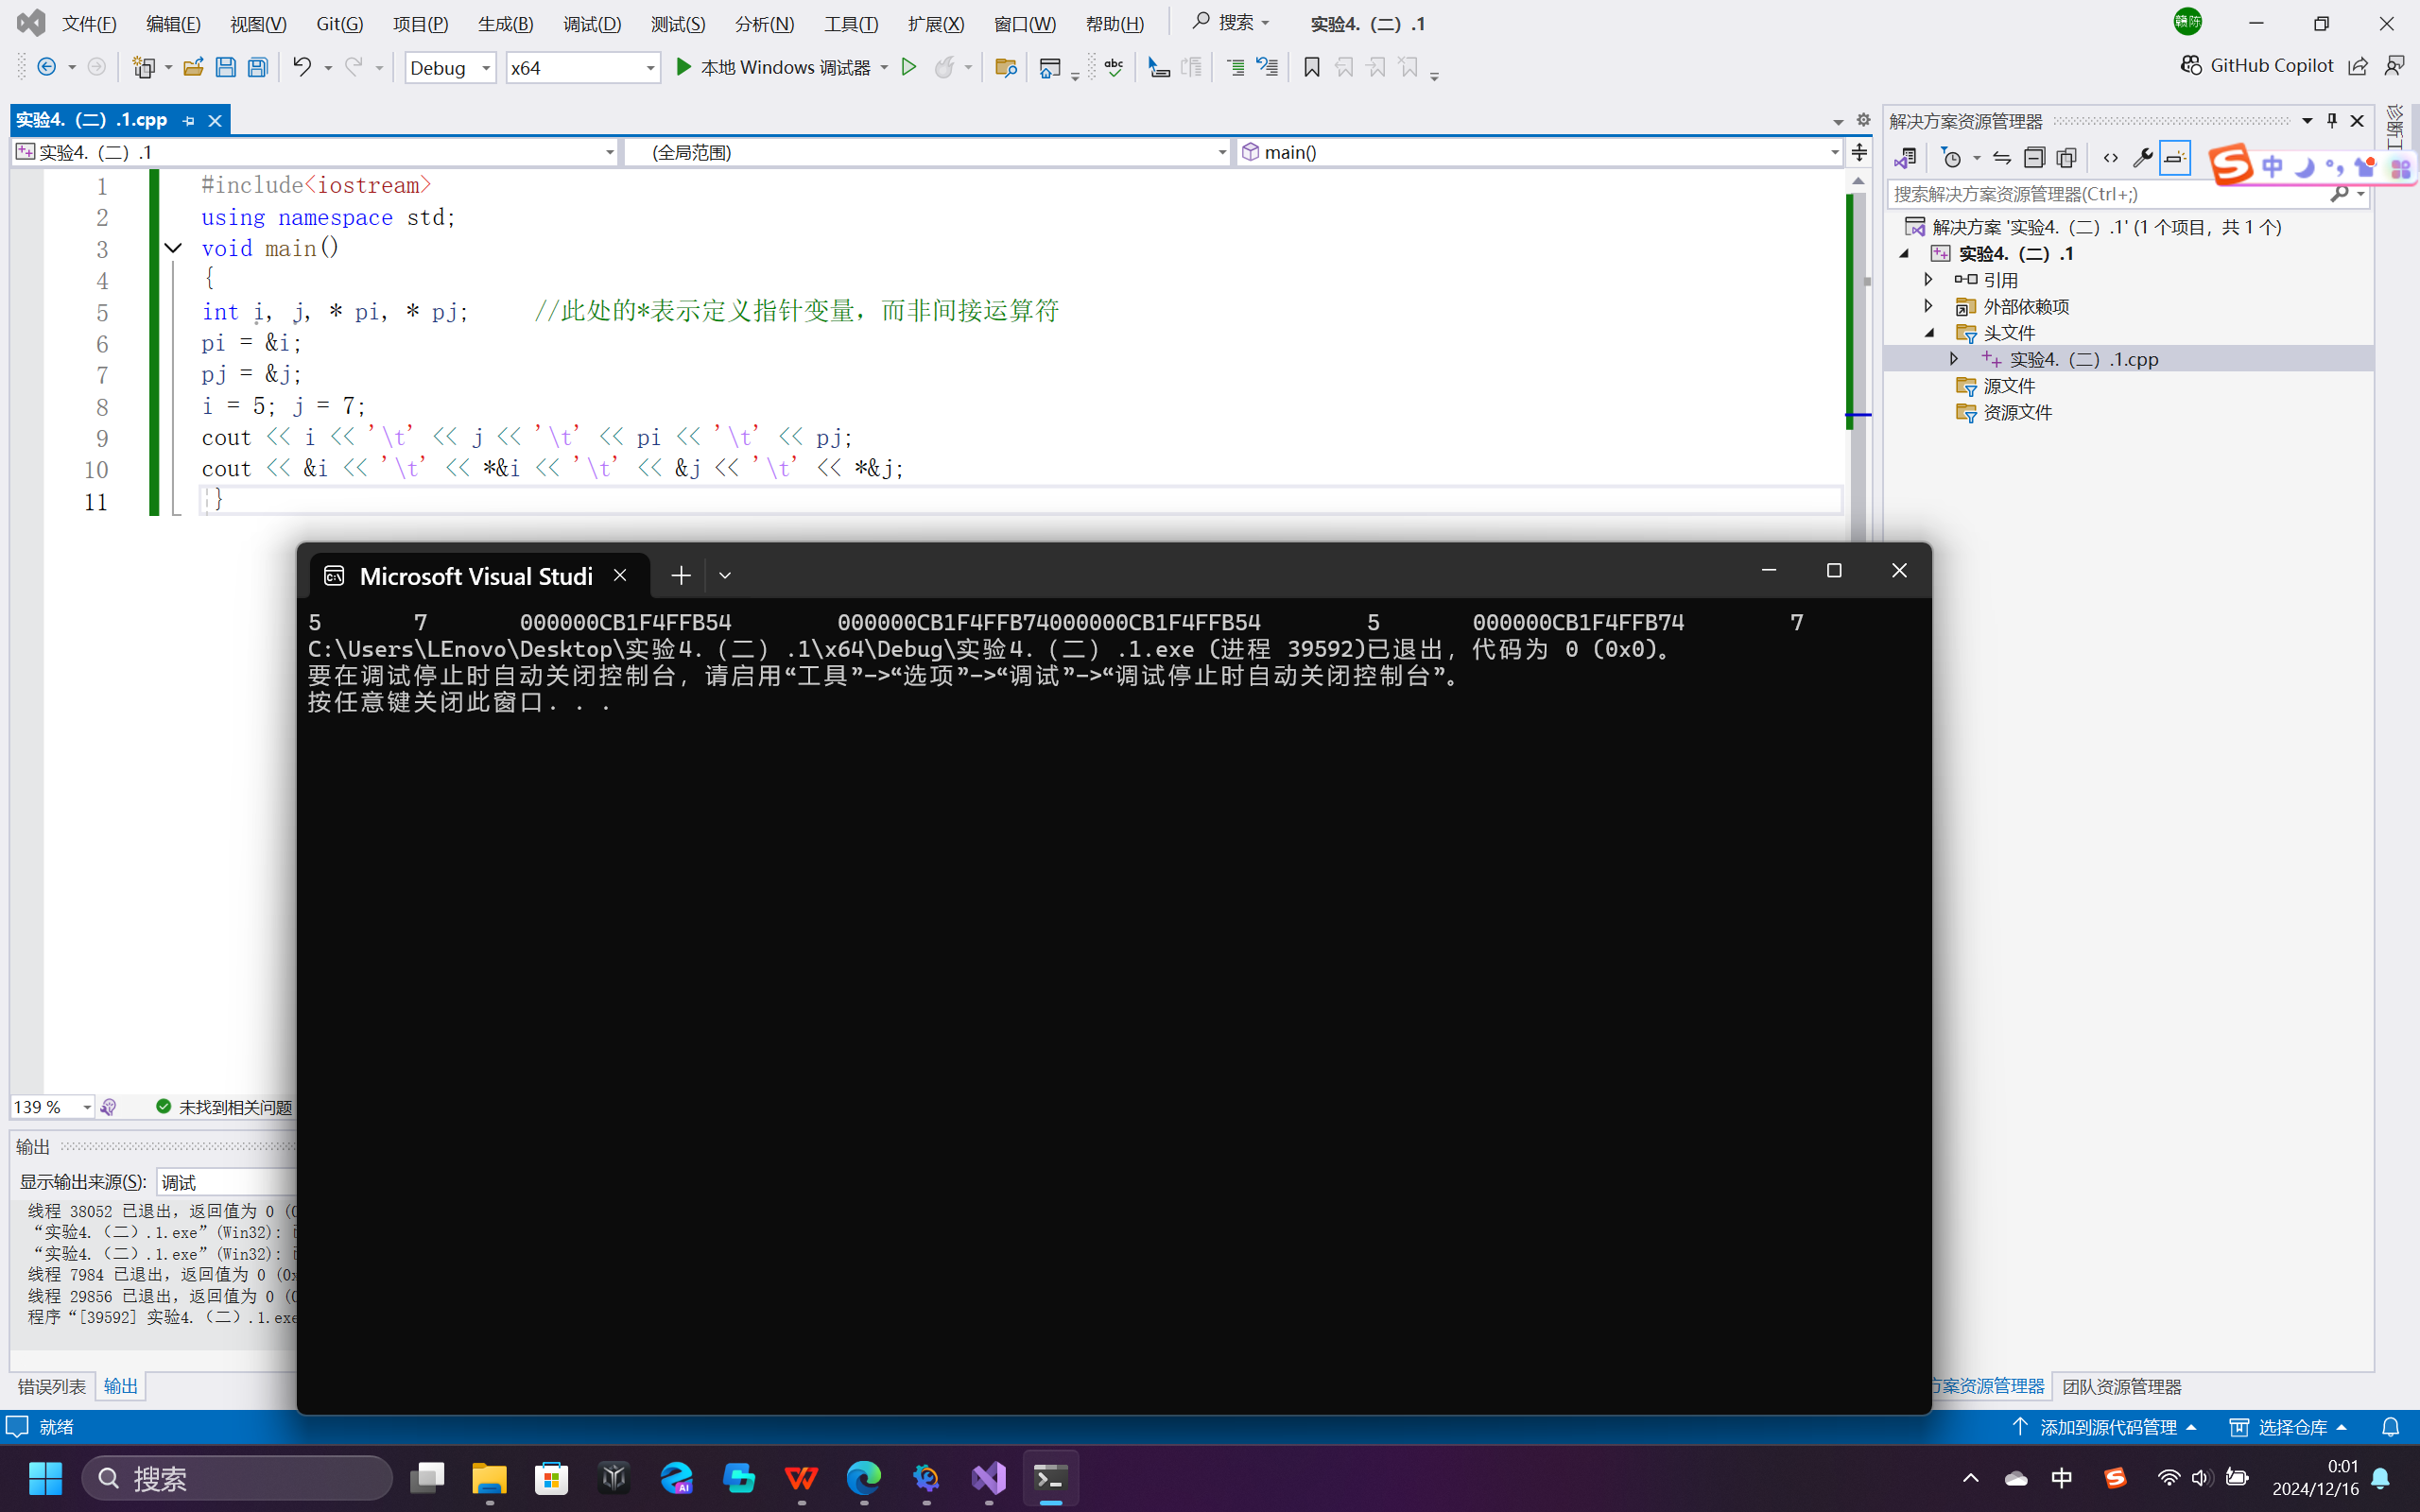 文件(F) 编辑(E) 视图(V) Git(G) 项目(P) 生成(B) 调试(D) 测试(S) 分析(N) 工具(T) 扩展(X) 窗口(W) 帮助(H) 搜索 实验4.（二）.1 赣陈
Debug x64 本地 Windows 调试器 abc GitHub Copilot
实验4.（二）.1.cpp
实验4.（二）.1 (全局范围) main()
1 #include<iostream>
2 using namespace std;
3 void main()
4 {
5 int i, j, * pi, * pj; //此处的*表示定义指针变量，而非间接运算符
6 pi = &i;
7 pj = &j;
8 i = 5; j = 7;
9 cout << i << '\t' << j << '\t' << pi << '\t' << pj;
10 cout << &i << '\t' << *&i << '\t' << &j << '\t' << *&j;
11 }
解决方案资源管理器
诊断工
中
搜索解决方案资源管理器(Ctrl+;)
解决方案 '实验4.（二）.1' (1 个项目，共 1 个)
实验4.（二）.1
引用
外部依赖项
头文件
实验4.（二）.1.cpp
源文件
资源文件
Microsoft Visual Studi
5 7 000000CB1F4FFB54 000000CB1F4FFB74000000CB1F4FFB54 5 000000CB1F4FFB74 7
C:\Users\LEnovo\Desktop\实验4.（二）.1\x64\Debug\实验4.（二）.1.exe (进程 39592)已退出，代码为 0 (0x0)。
要在调试停止时自动关闭控制台，请启用“工具”->“选项”->“调试”->“调试停止时自动关闭控制台”。
按任意键关闭此窗口. . .
139 % 未找到相关问题
输出
显示输出来源(S): 调试
线程 38052 已退出，返回值为 0 (0
“实验4.（二）.1.exe”(Win32):
“实验4.（二）.1.exe”(Win32):
线程 7984 已退出，返回值为 0 (0x
线程 29856 已退出，返回值为 0 (0
程序“[39592] 实验4.（二）.1.exe
错误列表 输出
方案资源管理器 团队资源管理器
就绪 添加到源代码管理 选择仓库
搜索 中 0:01
2024/12/16